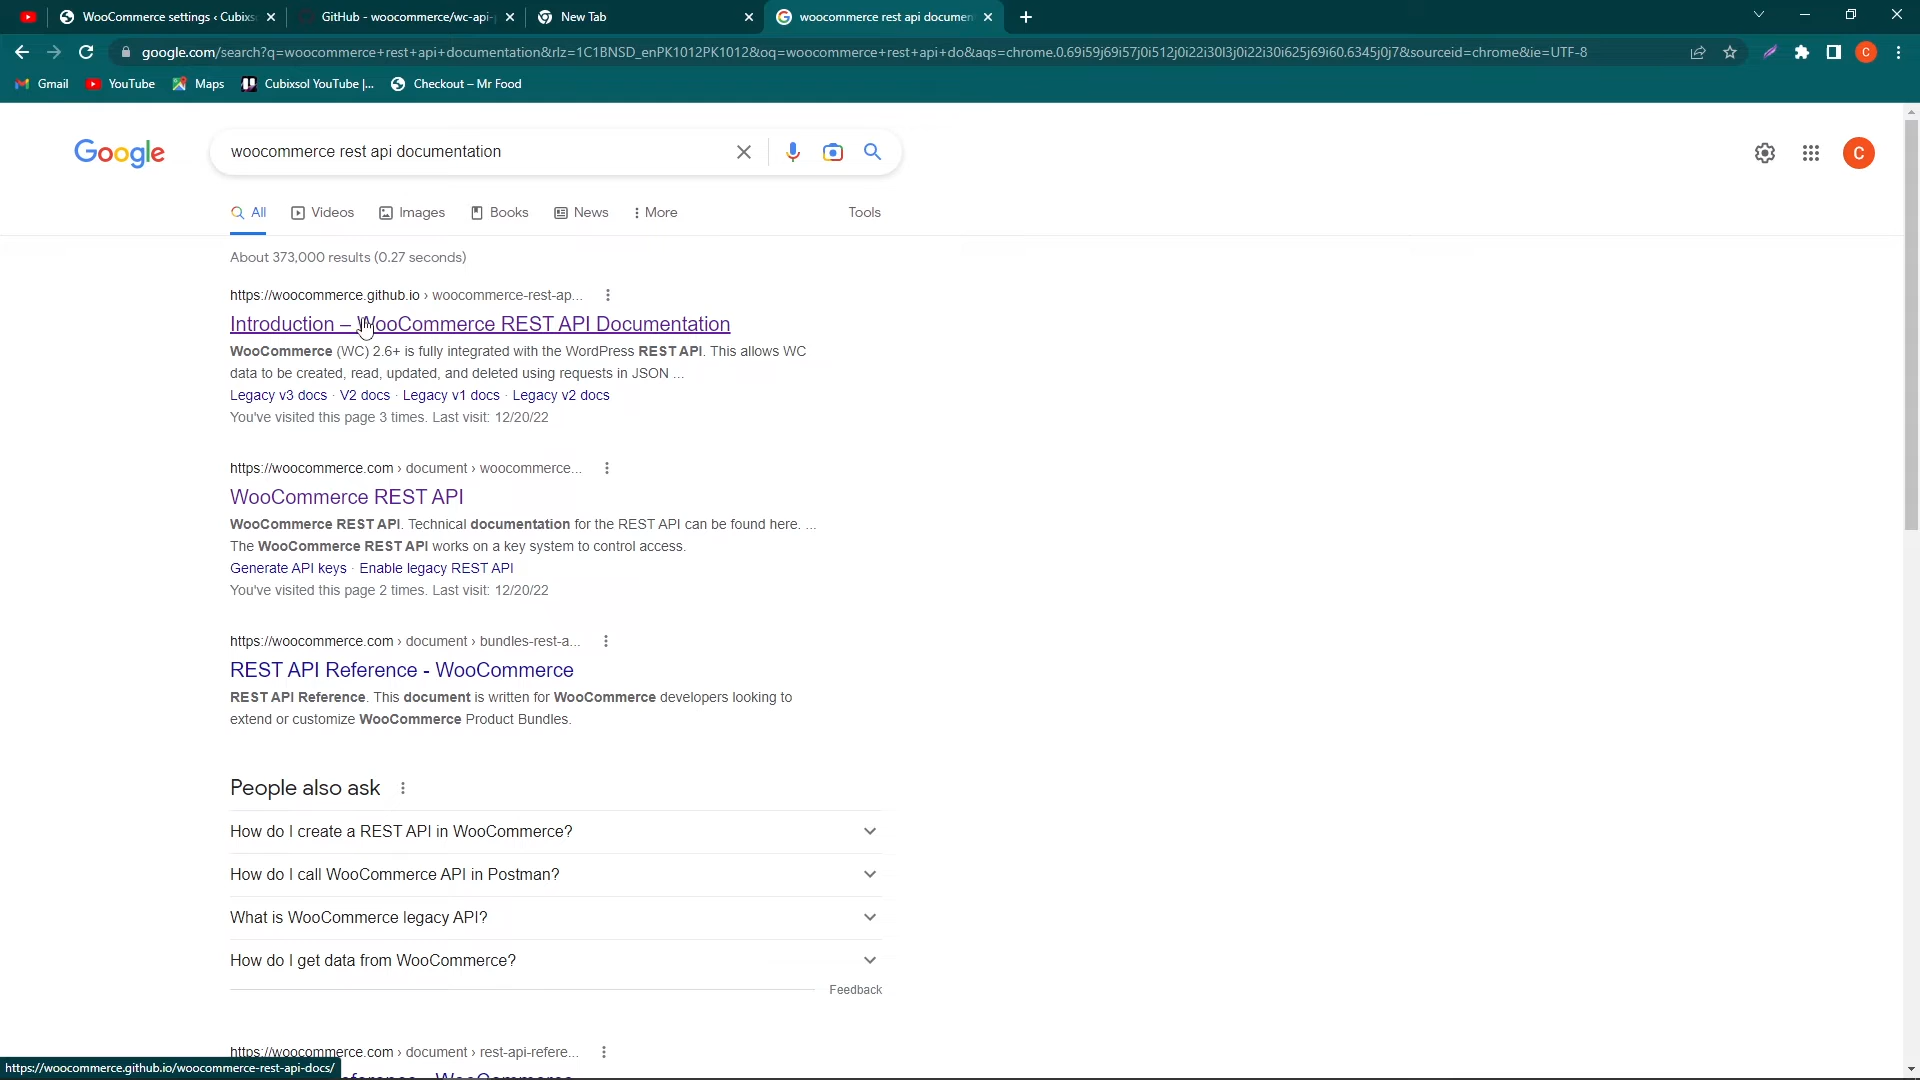 WooCommerce settings ‹ Cubixs
GitHub - woocommerce/wc-api-
New Tab
woocommerce rest api documen
google.com/search?q=woocommerce+rest+api+documentation&rlz=1C1BNSD_enPK1012PK1012&oq=woocommerce+rest+api+do&aqs=chrome.0.69i59j69i57j0i512j0i22i30l3j0i22i30i625j69i60.6345j0j7&sourceid=chrome&ie=UTF-8
C
Gmail
YouTube
Maps
Cubixsol YouTube |...
Checkout – Mr Food
Google
woocommerce rest api documentation
C
All
Videos
Images
Books
News
More
Tools
About 373,000 results (0.27 seconds)
https://woocommerce.github.io › woocommerce-rest-ap...
Introduction – WooCommerce REST API Documentation
WooCommerce (WC) 2.6+ is fully integrated with the WordPress REST API. This allows WC
data to be created, read, updated, and deleted using requests in JSON ...
Legacy v3 docs · V2 docs · Legacy v1 docs · Legacy v2 docs
You've visited this page 3 times. Last visit: 12/20/22
https://woocommerce.com › document › woocommerce...
WooCommerce REST API
WooCommerce REST API. Technical documentation for the REST API can be found here. ...
The WooCommerce REST API works on a key system to control access.
Generate API keys · Enable legacy REST API
You've visited this page 2 times. Last visit: 12/20/22
https://woocommerce.com › document › bundles-rest-a...
REST API Reference - WooCommerce
REST API Reference. This document is written for WooCommerce developers looking to
extend or customize WooCommerce Product Bundles.
People also ask
How do I create a REST API in WooCommerce?
How do I call WooCommerce API in Postman?
What is WooCommerce legacy API?
How do I get data from WooCommerce?
Feedback
https://woocommerce.com › document › rest-api-refere...
https://woocommerce.github.io/woocommerce-rest-api-docs/